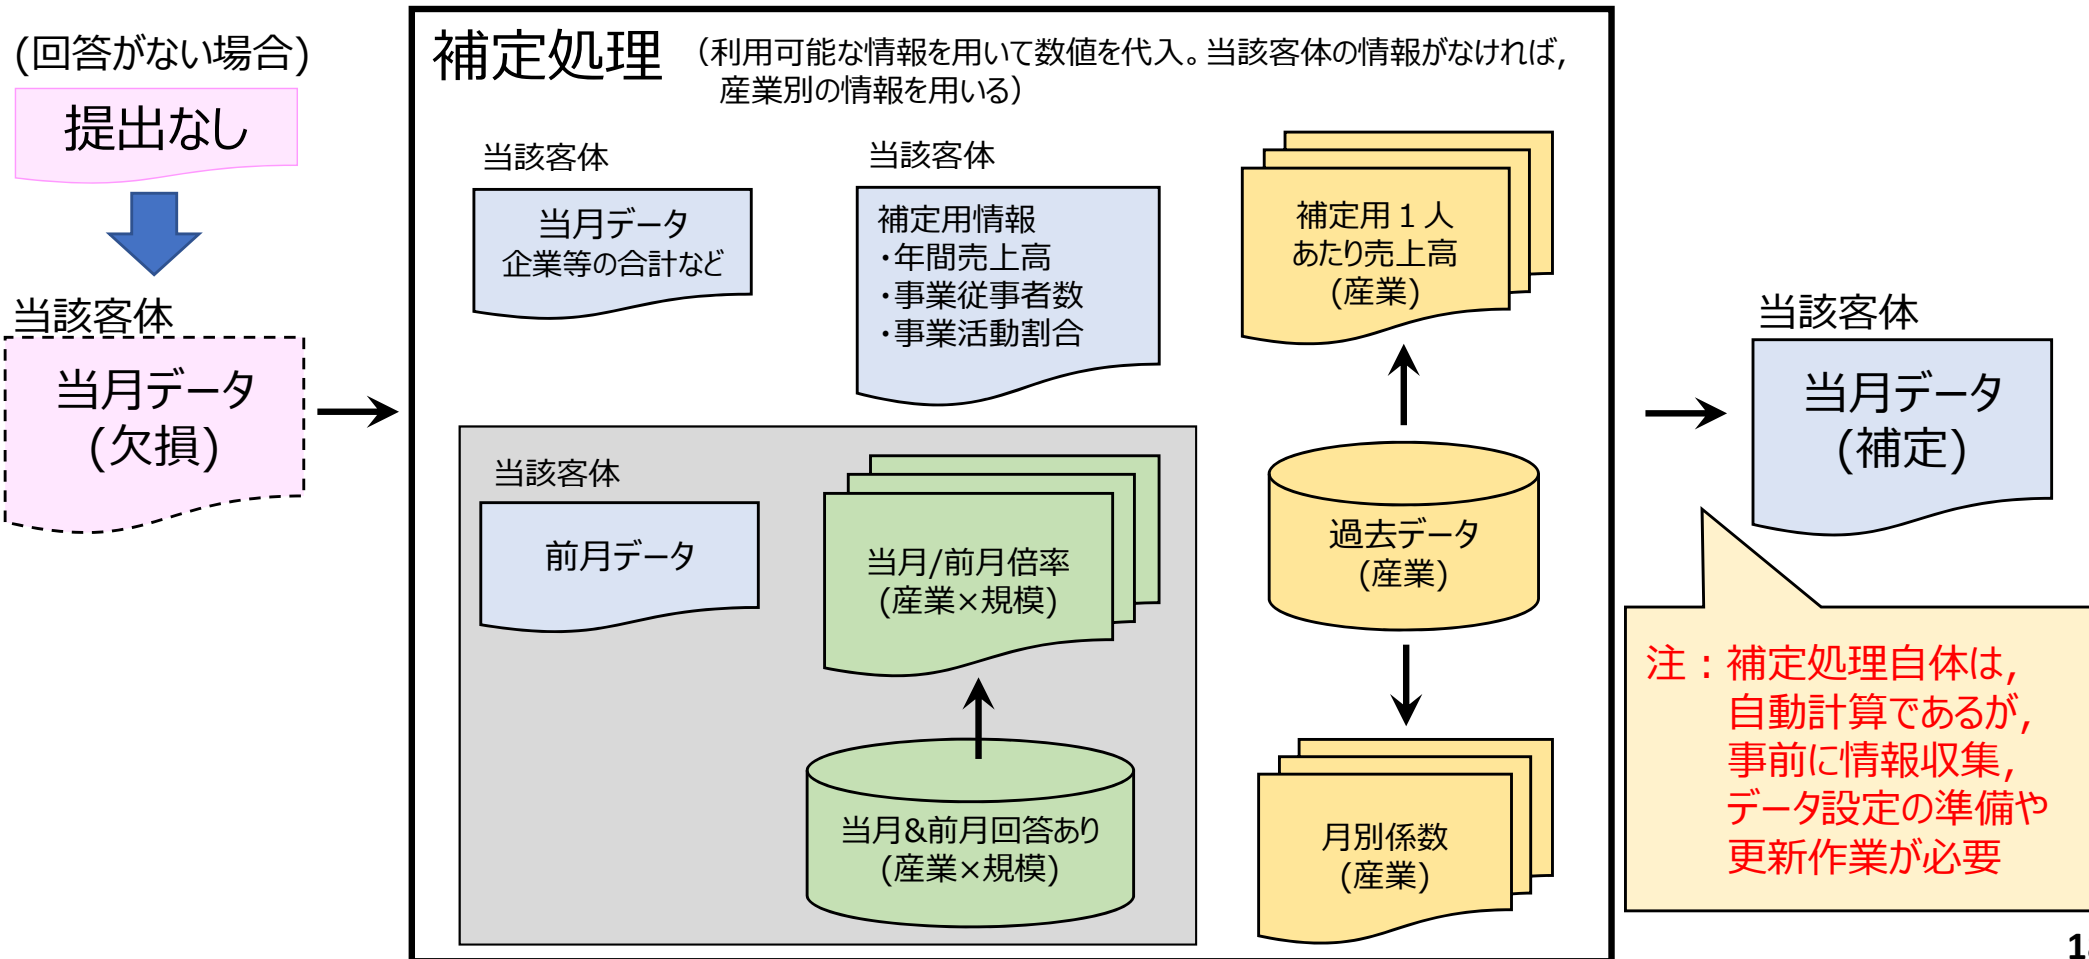 (回答がない場合)
提出なし
当該客体
当月データ
(欠損)
補定処理
（利用可能な情報を用いて数値を代入。当該客体の情報がなければ,
産業別の情報を用いる）
当該客体
当月データ
企業等の合計など
当該客体
補定用情報
・年間売上高
・事業従事者数
・事業活動割合
補定用１人
あたり売上高
(産業)
当該客体
前月データ
当月/前月倍率
(産業×規模)
当月&前月回答あり
(産業×規模)
過去データ
(産業)
月別係数
(産業)
当該客体
当月データ
(補定)
注：補定処理自体は,
自動計算であるが,
事前に情報収集,
データ設定の準備や
更新作業が必要